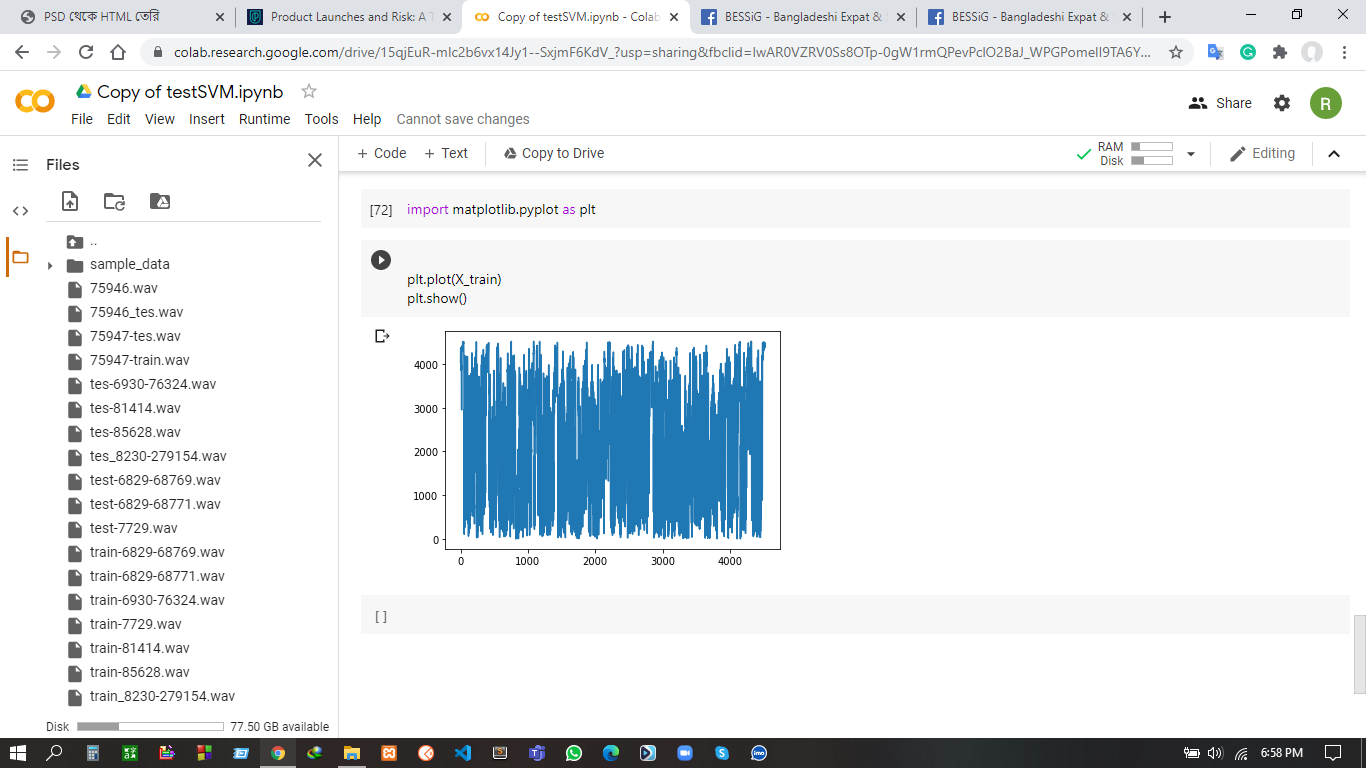 PSD থেকে HTML তৈরি
Product Launches and Risk: A T
Copy of testSVM.ipynb - Colab
BESSiG - Bangladeshi Expat &
BESSiG - Bangladeshi Expat &
colab.research.google.com/drive/15qjEuR-mIc2b6vx14Jy1--SxjmF6KdV_?usp=sharing&fbclid=IwAR0VZRV0Ss8OTp-0gW1rmQPevPclO2BaJ_WPGPomelI9TA6Y...
Copy of testSVM.ipynb
File Edit View Insert Runtime Tools Help Cannot save changes
Share
R
Files
+ Code + Text Copy to Drive
RAM
Disk
Editing
..
sample_data
75946.wav
75946_tes.wav
75947-tes.wav
75947-train.wav
tes-6930-76324.wav
tes-81414.wav
tes-85628.wav
tes_8230-279154.wav
test-6829-68769.wav
test-6829-68771.wav
test-7729.wav
train-6829-68769.wav
train-6829-68771.wav
train-6930-76324.wav
train-7729.wav
train-81414.wav
train-85628.wav
train_8230-279154.wav
Disk 77.50 GB available
[72] import matplotlib.pyplot as plt
plt.plot(X_train)
plt.show()
4000
3000
2000
1000
0
0 1000 2000 3000 4000
[ ]
6:58 PM